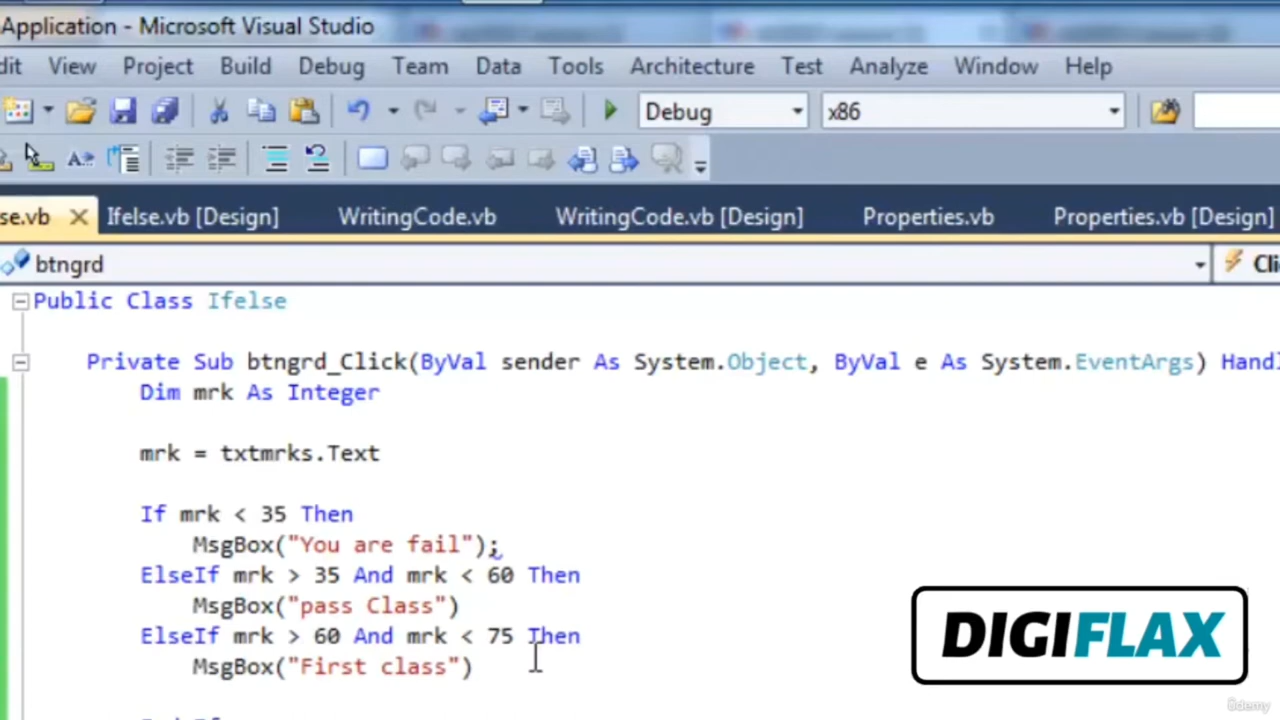 Application - Microsoft Visual Studio
dit View Project Build Debug Team Data Tools Architecture Test Analyze Window Help
Debug x86
se.vb Ifelse.vb [Design] WritingCode.vb WritingCode.vb [Design] Properties.vb Properties.vb [Design]
btngrd Cli
Public Class Ifelse
Private Sub btngrd_Click(ByVal sender As System.Object, ByVal e As System.EventArgs) Handl
Dim mrk As Integer
mrk = txtmrks.Text
If mrk < 35 Then
MsgBox("You are fail");
ElseIf mrk > 35 And mrk < 60 Then
MsgBox("pass Class")
ElseIf mrk > 60 And mrk < 75 Then
MsgBox("First class")
DIGIFLAX
ûdemy